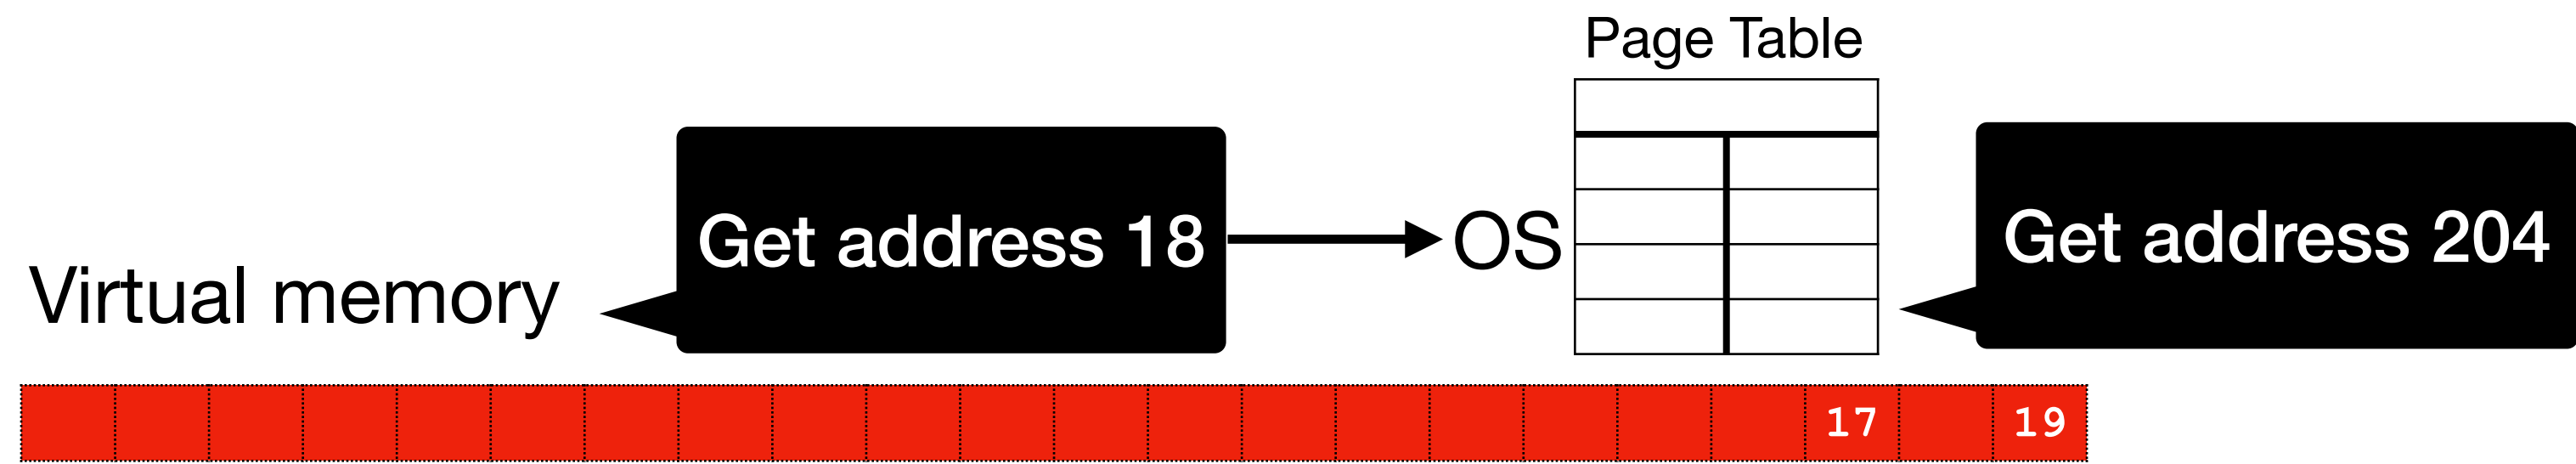 Page Table
Get address 18
OS
Get address 204
Virtual memory
17 19